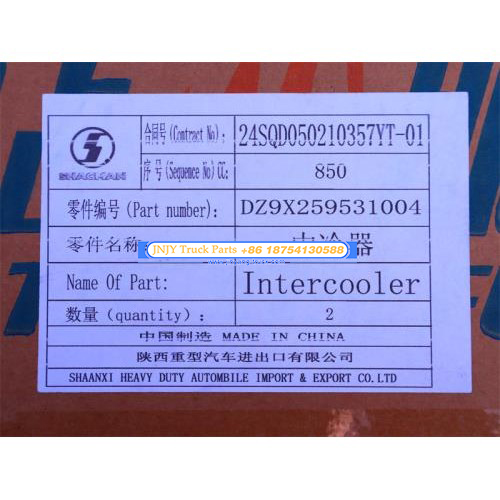 SHACMAN
合同号(Contract No): 24SQD050210357YT-01
序号(Sequence No)CC: 850
零件编号(Part number): DZ9X259531004
零件名称 中冷器
JNJY Truck Parts +86 18754130588
Name Of Part: Intercooler
数量(quantity): 2
中国制造 MADE IN CHINA
陕西重型汽车进出口有限公司
SHAANXI HEAVY DUTY AUTOMBILE IMPORT & EXPORT CO.LTD